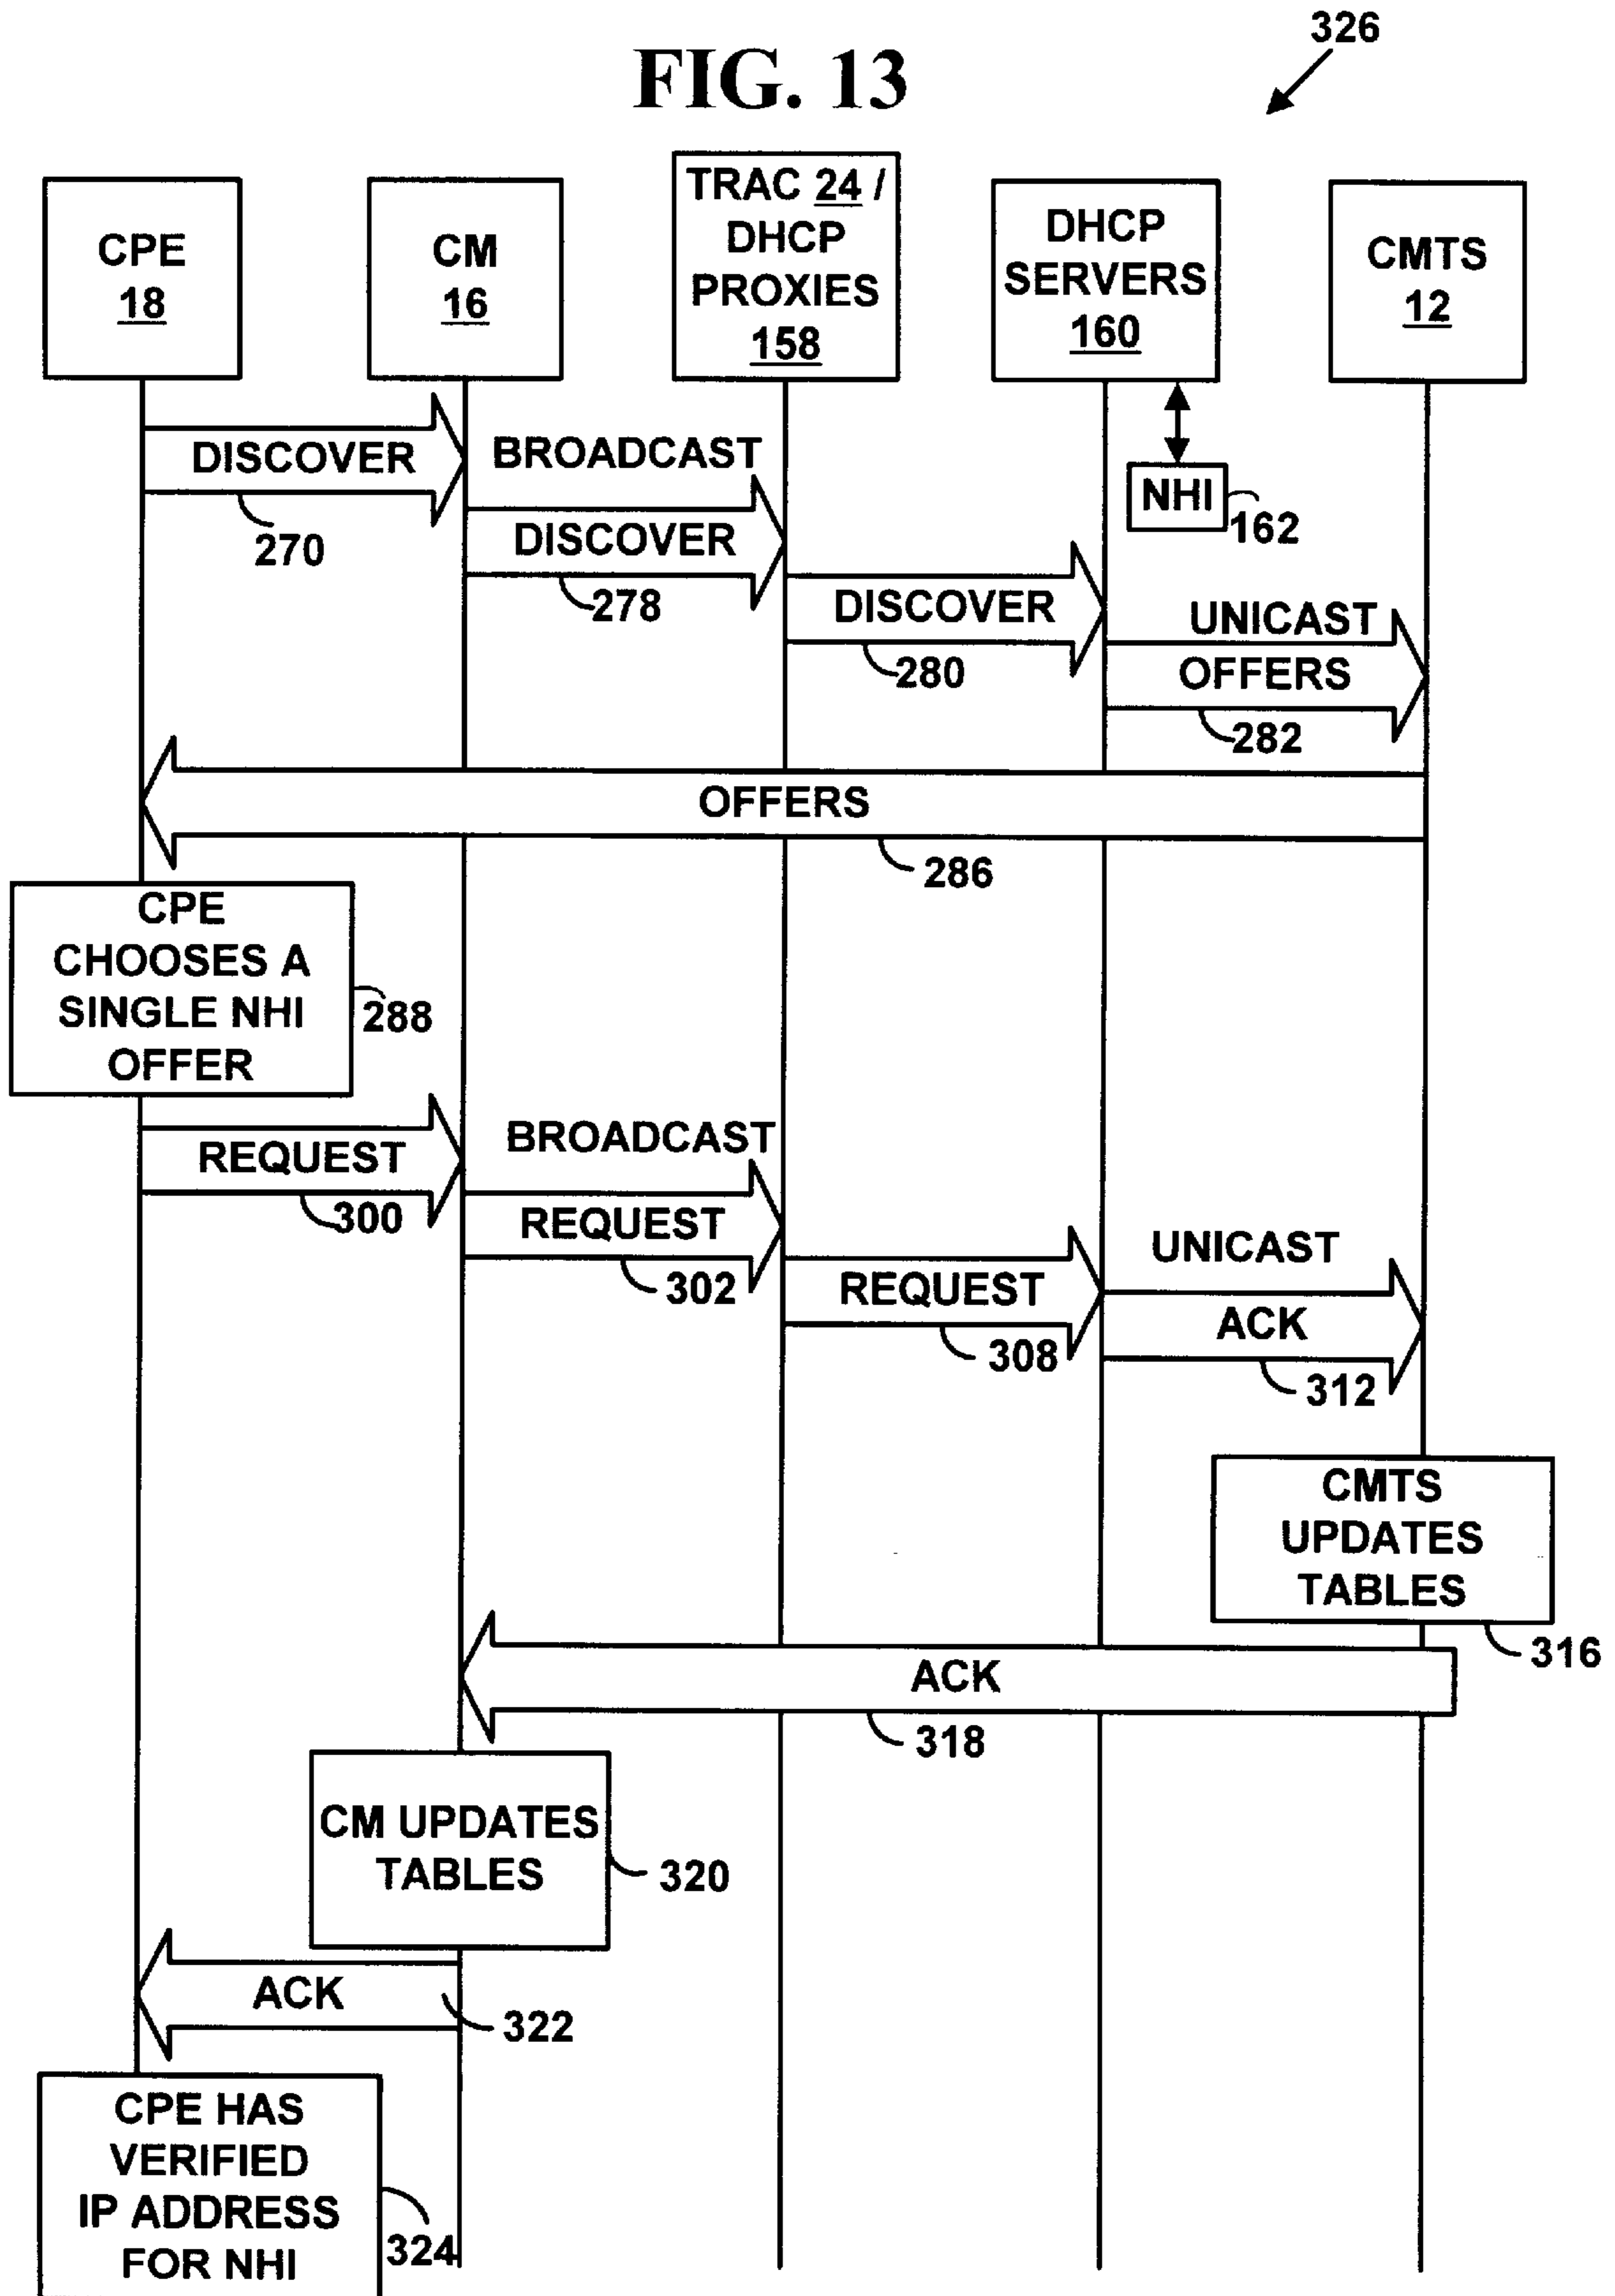 326
FIG. 13
CPE
18
CM
16
TRAC 24 /
DHCP
PROXIES
158
DHCP
SERVERS
160
CMTS
12
NHI
162
DISCOVER
270
BROADCAST
DISCOVER
278
DISCOVER
280
UNICAST
OFFERS
282
OFFERS
286
CPE
CHOOSES A
SINGLE NHI
OFFER
288
REQUEST
300
BROADCAST
REQUEST
302
REQUEST
308
UNICAST
ACK
312
CMTS
UPDATES
TABLES
316
ACK
318
CM UPDATES
TABLES
320
ACK
322
CPE HAS
VERIFIED
IP ADDRESS
FOR NHI
324